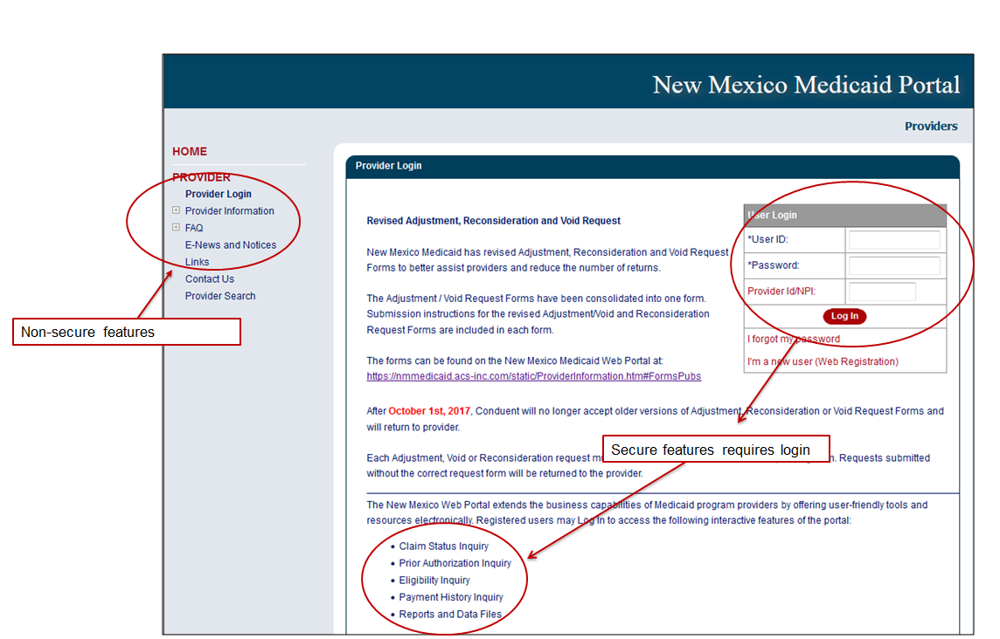 New Mexico Medicaid Portal
Providers
HOME
PROVIDER
Provider Login
Provider Information
FAQ
E-News and Notices
Links
Contact Us
Provider Search
Non-secure features
Provider Login
Revised Adjustment, Reconsideration and Void Request
New Mexico Medicaid has revised Adjustment, Reconsideration and Void Request
Forms to better assist providers and reduce the number of returns.
The Adjustment / Void Request Forms have been consolidated into one form.
Submission instructions for the revised Adjustment/Void and Reconsideration
Request Forms are included in each form.
The forms can be found on the New Mexico Medicaid Web Portal at:
https://nmmedicaid.acs-inc.com/static/ProviderInformation.htm#FormsPubs
User Login
*User ID:
*Password:
Provider Id/NPI:
Log In
I forgot my password
I'm a new user (Web Registration)
After October 1st, 2017, Conduent will no longer accept older versions of Adjustment, Reconsideration or Void Request Forms and
will return to provider.
Secure features requires login
Each Adjustment, Void or Reconsideration request . Requests submitted
without the correct request form will be returned to the provider.
The New Mexico Web Portal extends the business capabilities of Medicaid program providers by offering user-friendly tools and
resources electronically. Registered users may Log In to access the following interactive features of the portal:
• Claim Status Inquiry
• Prior Authorization Inquiry
• Eligibility Inquiry
• Payment History Inquiry
• Reports and Data Files